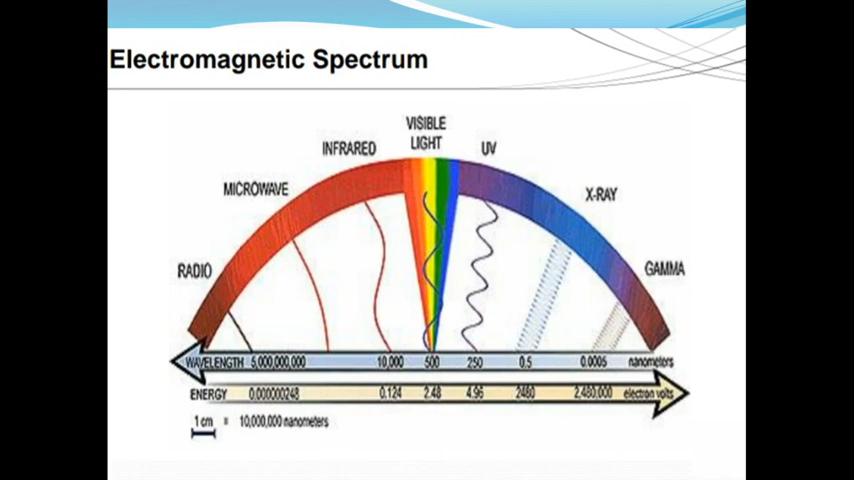 Electromagnetic Spectrum
VISIBLE
LIGHT
INFRARED
UV
MICROWAVE
X-RAY
RADIO
GAMMA
WAVELENGTH 5,000,000,000 10,000 500 250 0.5 0.0005 nanometers
ENERGY 0.000000248 0.124 2.48 4.96 2480 2,480,000 electron volts
1 cm = 10,000,000 nanometers